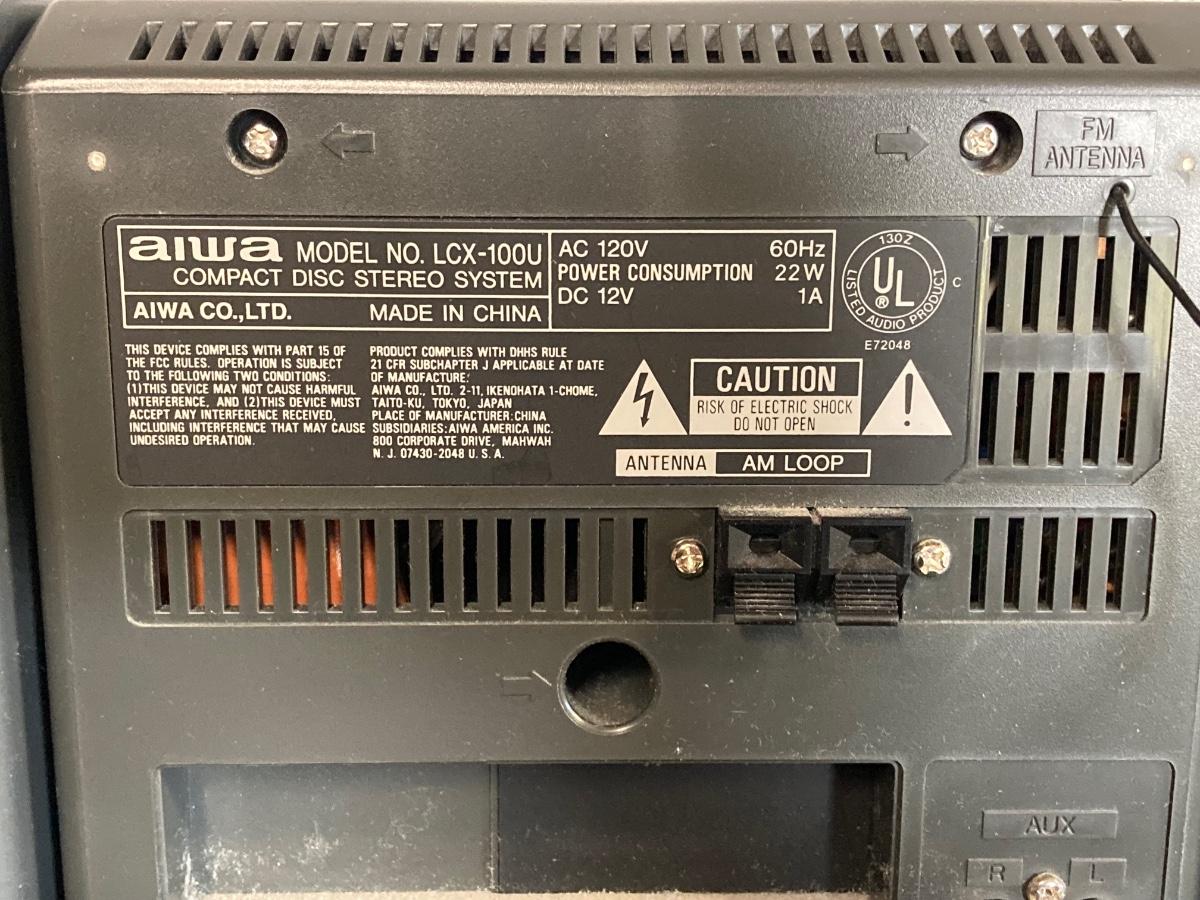 FM
ANTENNA
aiwa MODEL NO. LCX-100U
COMPACT DISC STEREO SYSTEM
AIWA CO.,LTD. MADE IN CHINA
AC 120V 60Hz
POWER CONSUMPTION 22W
DC 12V 1A
130Z
UL
®
LISTED AUDIO PRODUCT
C
E72048
THIS DEVICE COMPLIES WITH PART 15 OF
THE FCC RULES. OPERATION IS SUBJECT
TO THE FOLLOWING TWO CONDITIONS:
(1)THIS DEVICE MAY NOT CAUSE HARMFUL
INTERFERENCE, AND (2)THIS DEVICE MUST
ACCEPT ANY INTERFERENCE RECEIVED,
INCLUDING INTERFERENCE THAT MAY CAUSE
UNDESIRED OPERATION.
PRODUCT COMPLIES WITH DHHS RULE
21 CFR SUBCHAPTER J APPLICABLE AT DATE
OF MANUFACTURE:
AIWA CO., LTD. 2-11, IKENOHATA 1-CHOME,
TAITO-KU, TOKYO, JAPAN
PLACE OF MANUFACTURER:CHINA
SUBSIDIARIES:AIWA AMERICA INC.
800 CORPORATE DRIVE, MAHWAH
N. J. 07430-2048 U. S. A.
CAUTION
RISK OF ELECTRIC SHOCK
DO NOT OPEN
ANTENNA AM LOOP
AUX
R L